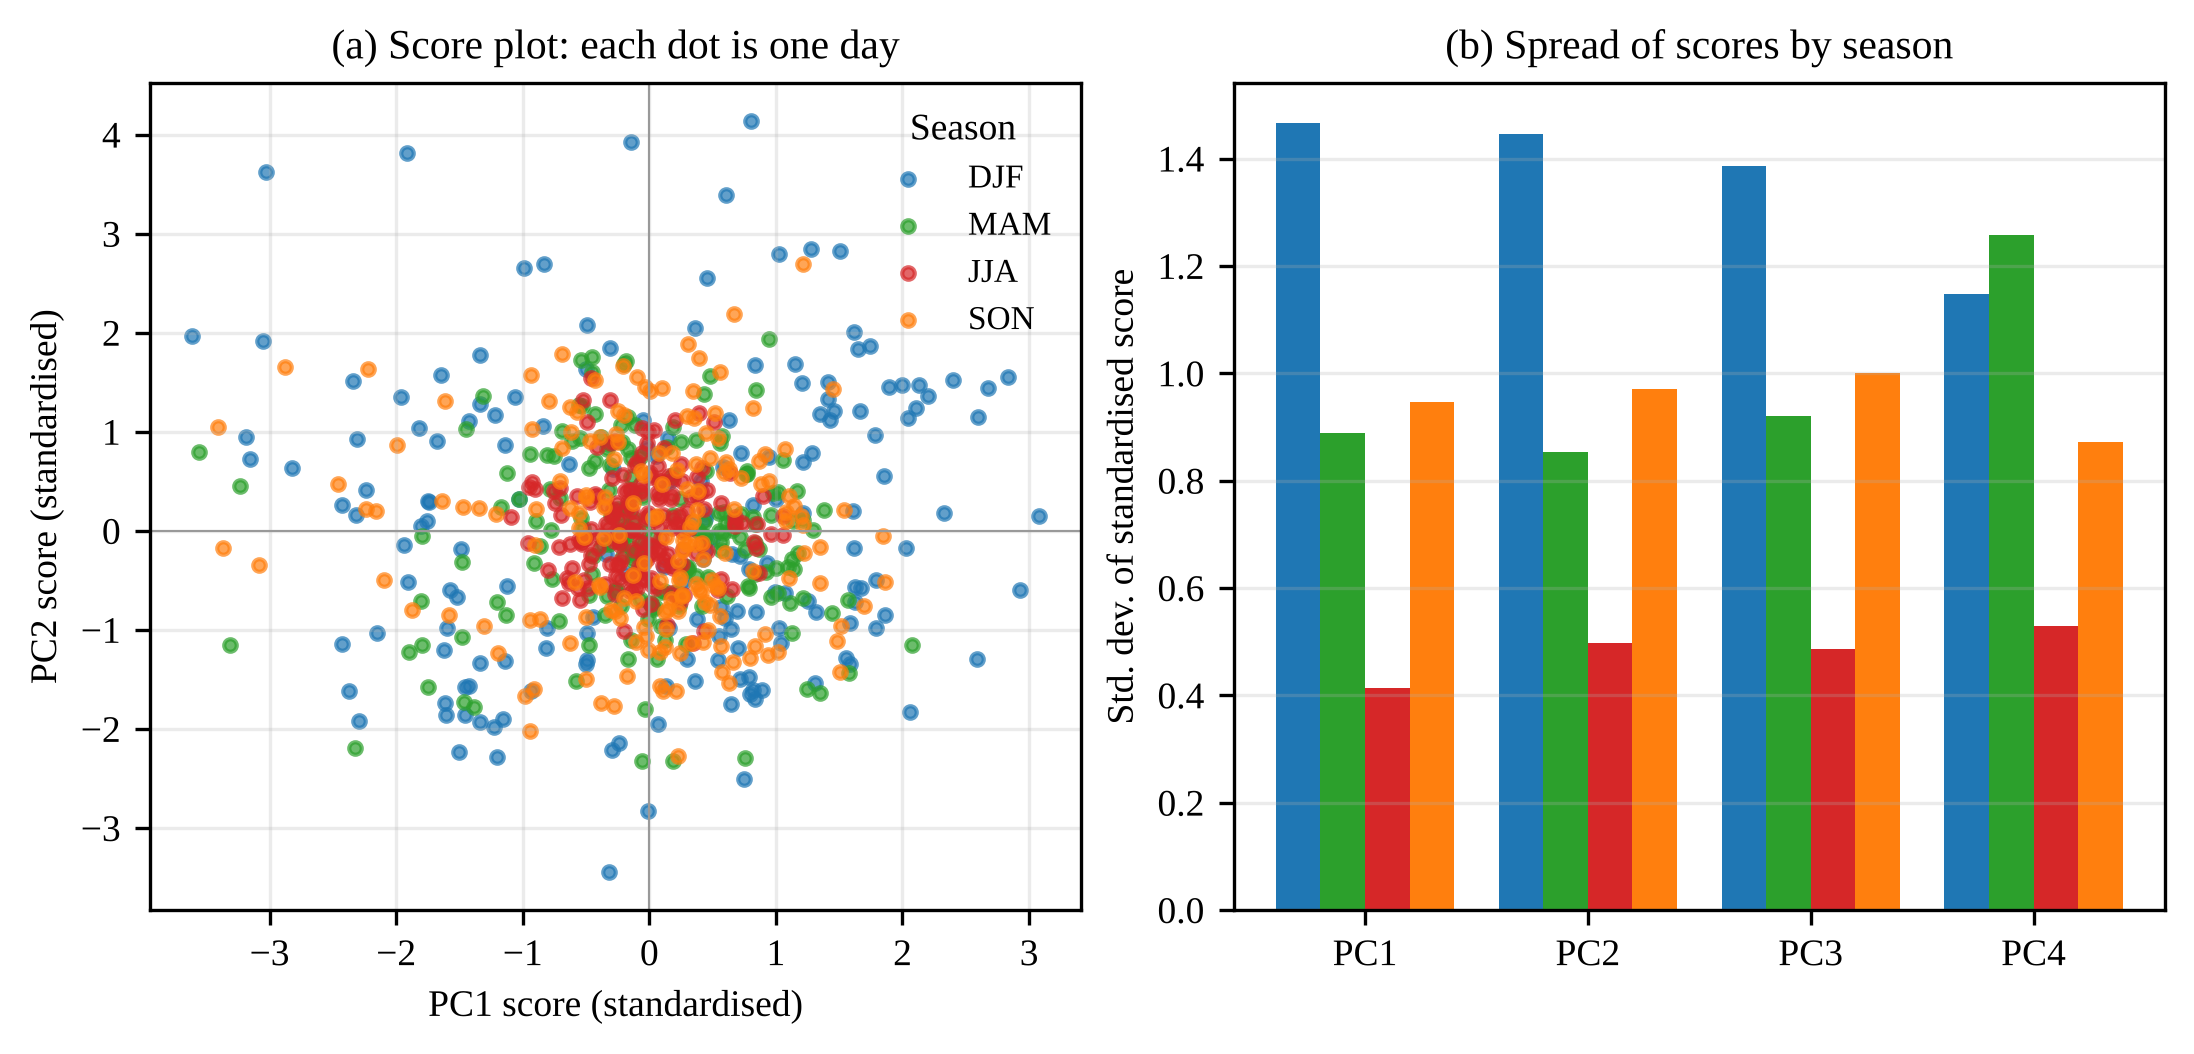 (a) Score plot: each dot is one day
Season
DJF
MAM
JJA
SON
4
3
2
1
0
−1
−2
−3
PC2 score (standardised)
−3
−2
−1
0
1
2
3
PC1 score (standardised)
(b) Spread of scores by season
1.4
1.2
1.0
0.8
0.6
0.4
0.2
0.0
Std. dev. of standardised score
PC1
PC2
PC3
PC4